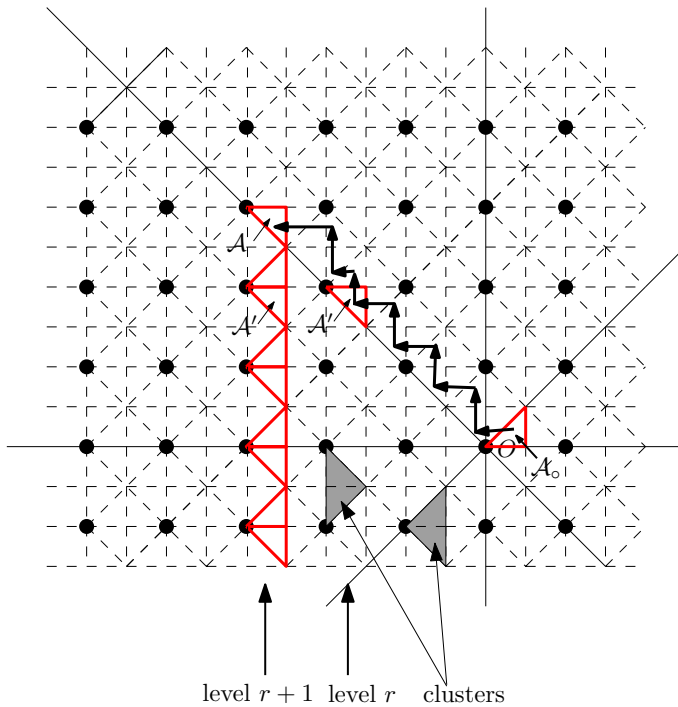 𝒜
𝒜′ 𝒜′
O
𝒜∘
level r + 1 level r clusters